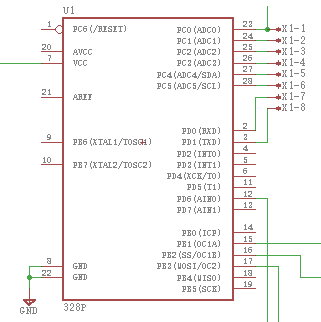 U1
1 PC6(/RESET) PC0(ADC0) 23 X1-1
PC1(ADC1) 24 X1-2
20 AVCC PC2(ADC2) 25 X1-3
7 VCC PC3(ADC3) 26 X1-4
PC4(ADC4/SDA) 27 X1-5
PC5(ADC5/SCL) 28 X1-6
21 AREF X1-7
X1-8
PD0(RXD) 2
9 PB6(XTAL1/TOSC1) PD1(TXD) 3
PD2(INT0) 4
10 PB7(XTAL2/TOSC2) PD3(INT1) 5
PD4(XCK/T0) 6
PD5(T1) 11
PD6(AIN0) 12
PD7(AIN1) 13
PB0(ICP) 14
PB1(OC1A) 15
PB2(SS/OC1B) 16
8 GND PB3(MOSI/OC2) 17
22 GND PB4(MISO) 18
PB5(SCK) 19
GND 328P